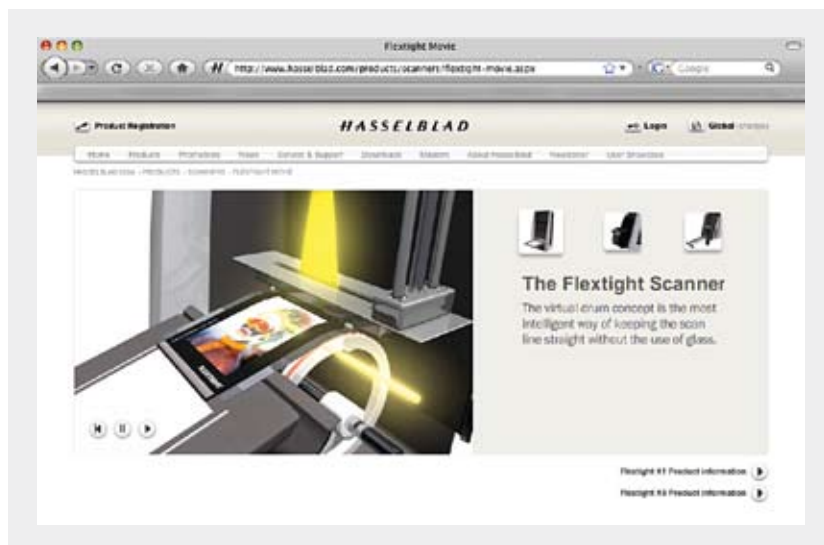 Flextight Movie
http://www.hasselblad.com/products/scanners/flextight-movie.aspx
Google
Product Registration
HASSELBLAD
Login
Global
Home Products Promotions News Service & Support Downloads About Hasselblad Newsletter User Showcase
The Flextight Scanner
The virtual drum concept is the most
intelligent way of keeping the scan
line straight without the use of glass.
Flextight X1 Product information
Flextight X5 Product information